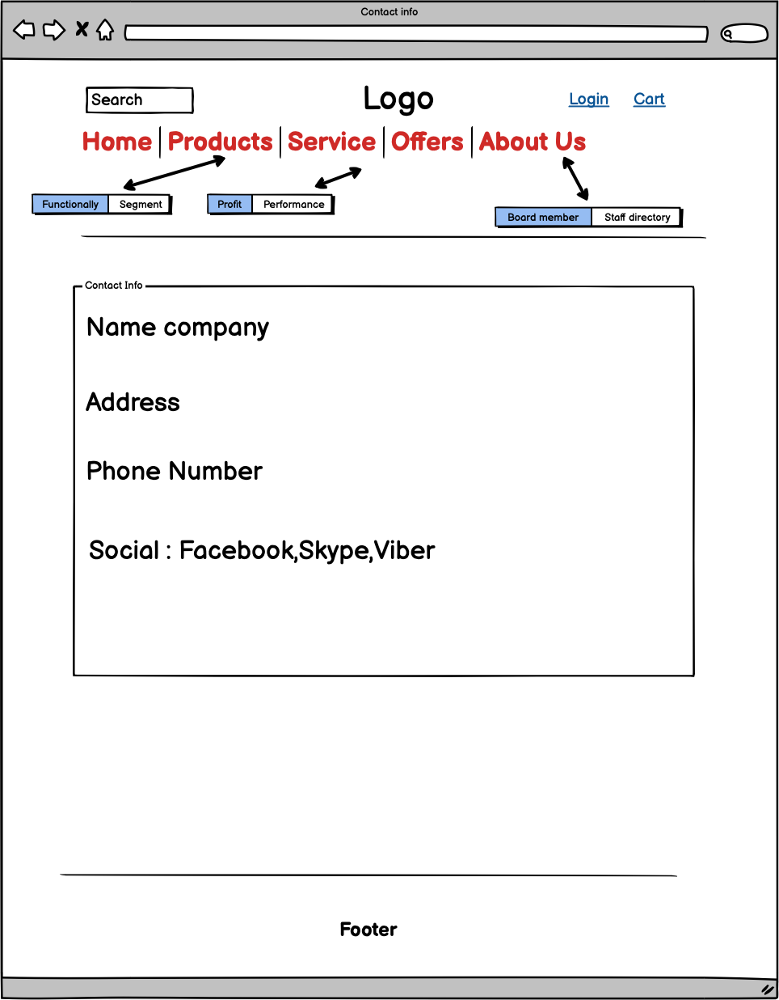 Contact info
Search
Logo
Login Cart
Home Products Service Offers About Us
Functionally Segment Profit Performance
Board member Staff directory
Contact Info
Name company
Address
Phone Number
Social : Facebook,Skype,Viber
Footer